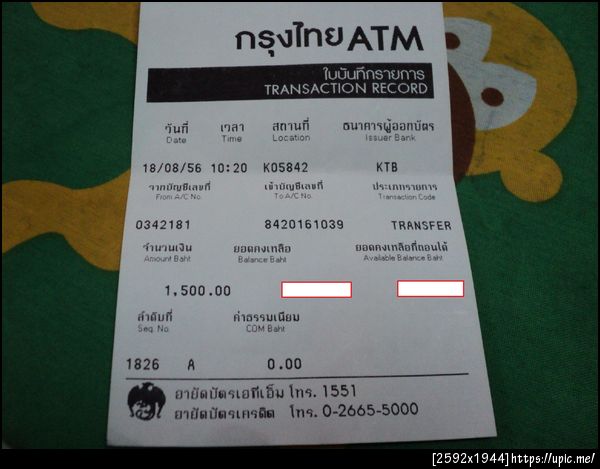 กรุงไทย ATM
ใบบันทึกรายการ
TRANSACTION RECORD
วันที่ เวลา สถานที่ ธนาคารผู้ออกบัตร
Date Time Location Issuer Bank
18/08/56 10:20 K05842 KTB
จากบัญชีเลขที่ เข้าบัญชีเลขที่ ประเภทรายการ
From A/C No. To A/C No. Transaction Code
0342181 8420161039 TRANSFER
จำนวนเงิน ยอดคงเหลือ ยอดคงเหลือที่ถอนได้
Amount Baht Balance Baht Available Balance Baht
1,500.00
ลำดับที่ ค่าธรรมเนียม
Seq. No. COM Baht
1826 A 0.00
อายัดบัตรเอทีเอ็ม โทร. 1551
อายัดบัตรเครดิต โทร. 0-2665-5000
[2592x1944]https://upic.me/